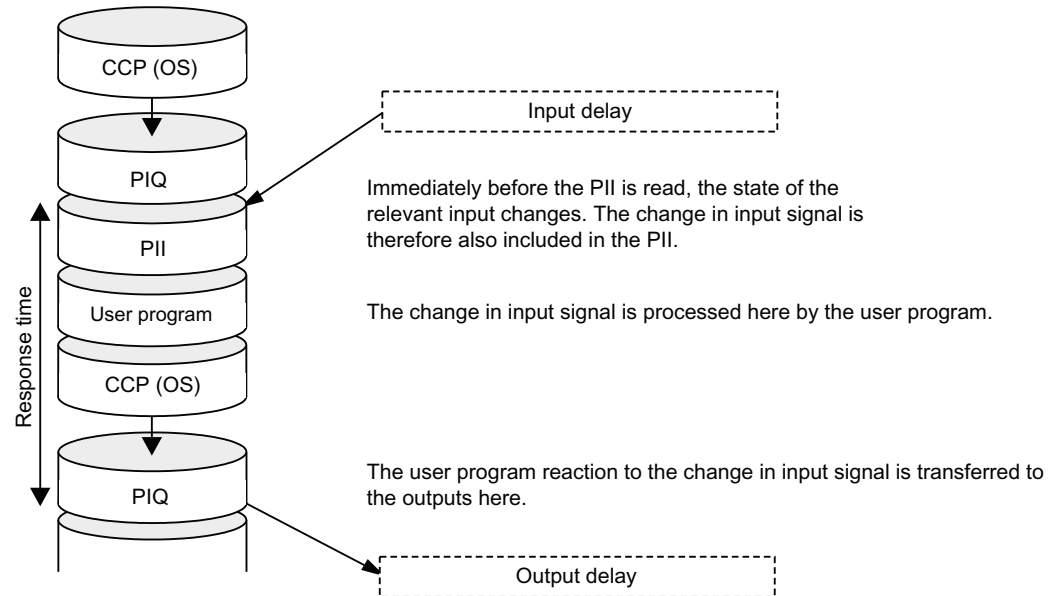 CCP (OS)
Input delay
PIQ
Immediately before the PII is read, the state of the
relevant input changes. The change in input signal is
therefore also included in the PII.
PII
Response time
User program
The change in input signal is processed here by the user program.
CCP (OS)
The user program reaction to the change in input signal is transferred to
the outputs here.
PIQ
Output delay